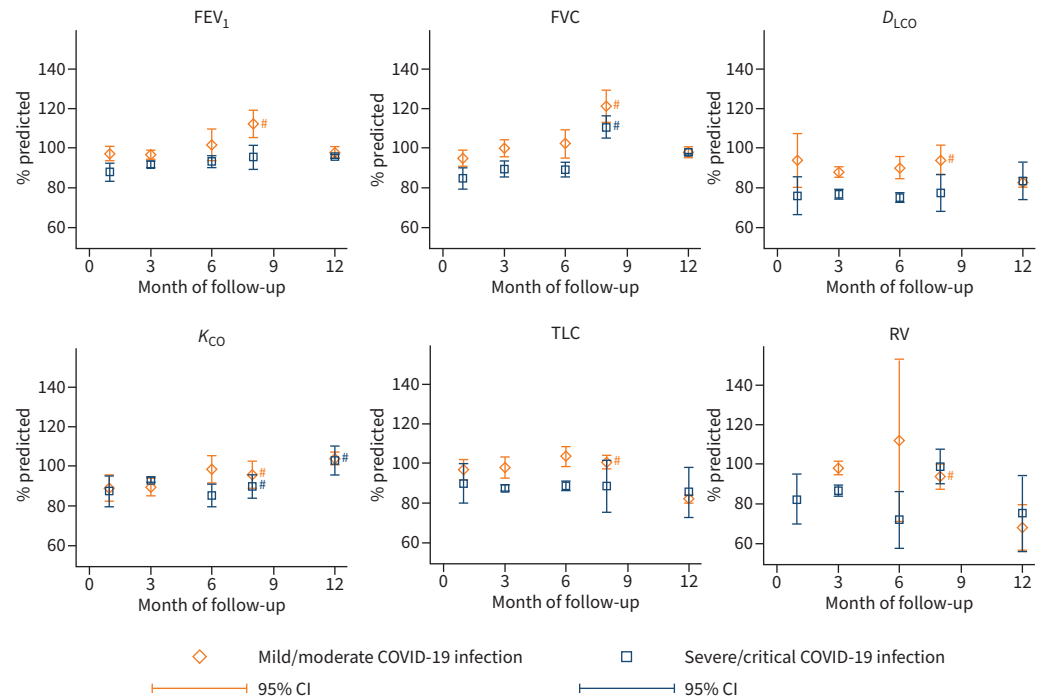 FEV1
FVC
DLCO
% predicted
140
120
100
80
60
0 3 6 9 12
Month of follow-up
#
% predicted
140
120
100
80
60
0 3 6 9 12
Month of follow-up
#
#
% predicted
140
120
100
80
60
0 3 6 9 12
Month of follow-up
#
KCO
TLC
RV
% predicted
140
120
100
80
60
0 3 6 9 12
Month of follow-up
#
#
#
% predicted
140
120
100
80
60
0 3 6 9 12
Month of follow-up
#
% predicted
140
120
100
80
60
0 3 6 9 12
Month of follow-up
#
Mild/moderate COVID-19 infection
Severe/critical COVID-19 infection
95% CI
95% CI